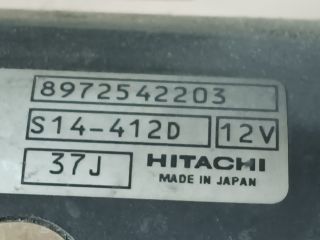 8972542203
S14-412D 12V
37J HITACHI
MADE IN JAPAN